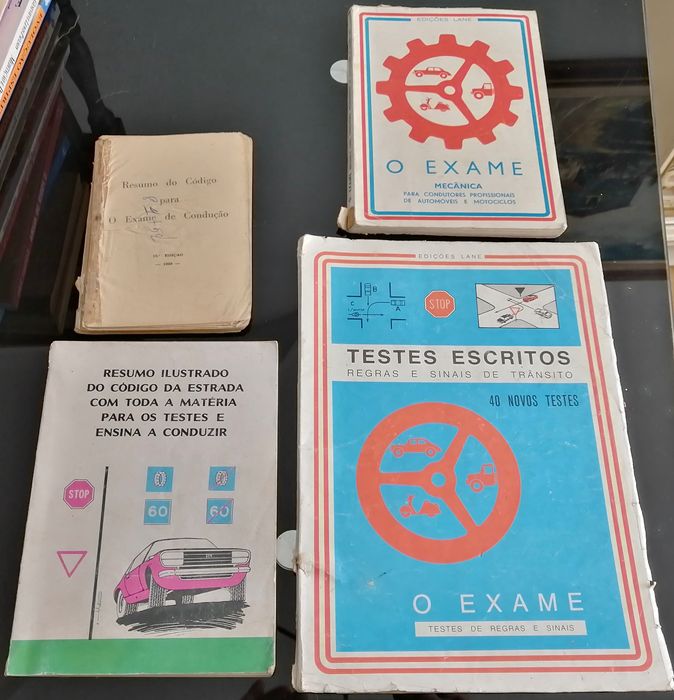 EDIÇÕES LANE
O EXAME
MECÂNICA
PARA CONDUTORES PROFISSIONAIS
DE AUTOMÓVEIS E MOTOCICLOS
Resumo do Código
para
O Exame de Condução
EDIÇÃO
RESUMO ILUSTRADO
DO CÓDIGO DA ESTRADA
COM TODA A MATÉRIA
PARA OS TESTES E
ENSINA A CONDUZIR
STOP
60
60
EDIÇÕES LANE
B
C
A
STOP
TESTES ESCRITOS
REGRAS E SINAIS DE TRÂNSITO
40 NOVOS TESTES
O EXAME
TESTES DE REGRAS E SINAIS